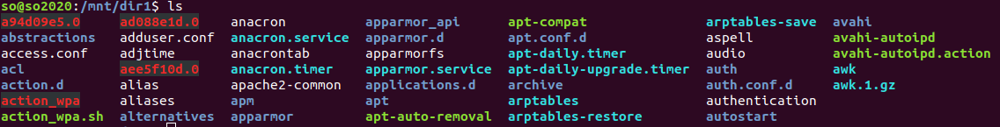 so@so2020:/mnt/dir1$ ls
a94d09e5.0 ad088e1d.0 anacron apparmor_api apt-compat arptables-save avahi
abstractions adduser.conf anacron.service apparmor.d apt.conf.d aspell avahi-autoipd
access.conf adjtime anacrontab apparmorfs apt-daily.timer audio avahi-autoipd.action
acl aee5f10d.0 anacron.timer apparmor.service apt-daily-upgrade.timer auth awk
action.d alias apache2-common applications.d archive auth.conf.d awk.1.gz
action_wpa aliases apm apt arptables authentication
action_wpa.sh alternatives apparmor apt-auto-removal arptables-restore autostart